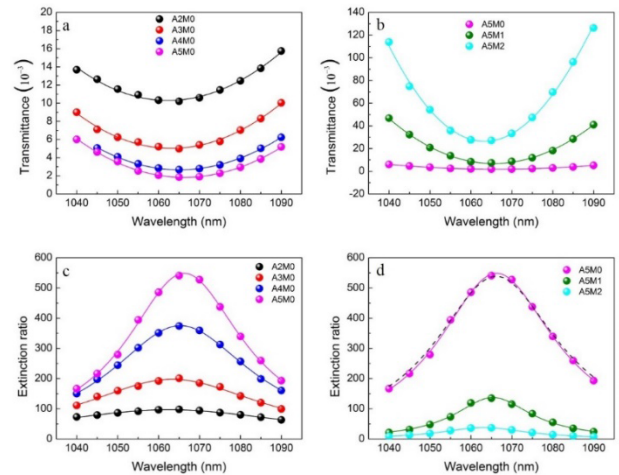 a
A2M0
A3M0
A4M0
A5M0
Transmittance (10⁻³)
20
18
16
14
12
10
8
6
4
2
0
1040 1050 1060 1070 1080 1090
Wavelength (nm)
b
A5M0
A5M1
A5M2
Transmittance (10⁻³)
140
120
100
80
60
40
20
0
-20
1040 1050 1060 1070 1080 1090
Wavelength (nm)
c
A2M0
A3M0
A4M0
A5M0
Extinction ratio
600
500
400
300
200
100
0
1040 1050 1060 1070 1080 1090
Wavelength (nm)
d
A5M0
A5M1
A5M2
Extinction ratio
600
500
400
300
200
100
0
1040 1050 1060 1070 1080 1090
Wavelength (nm)